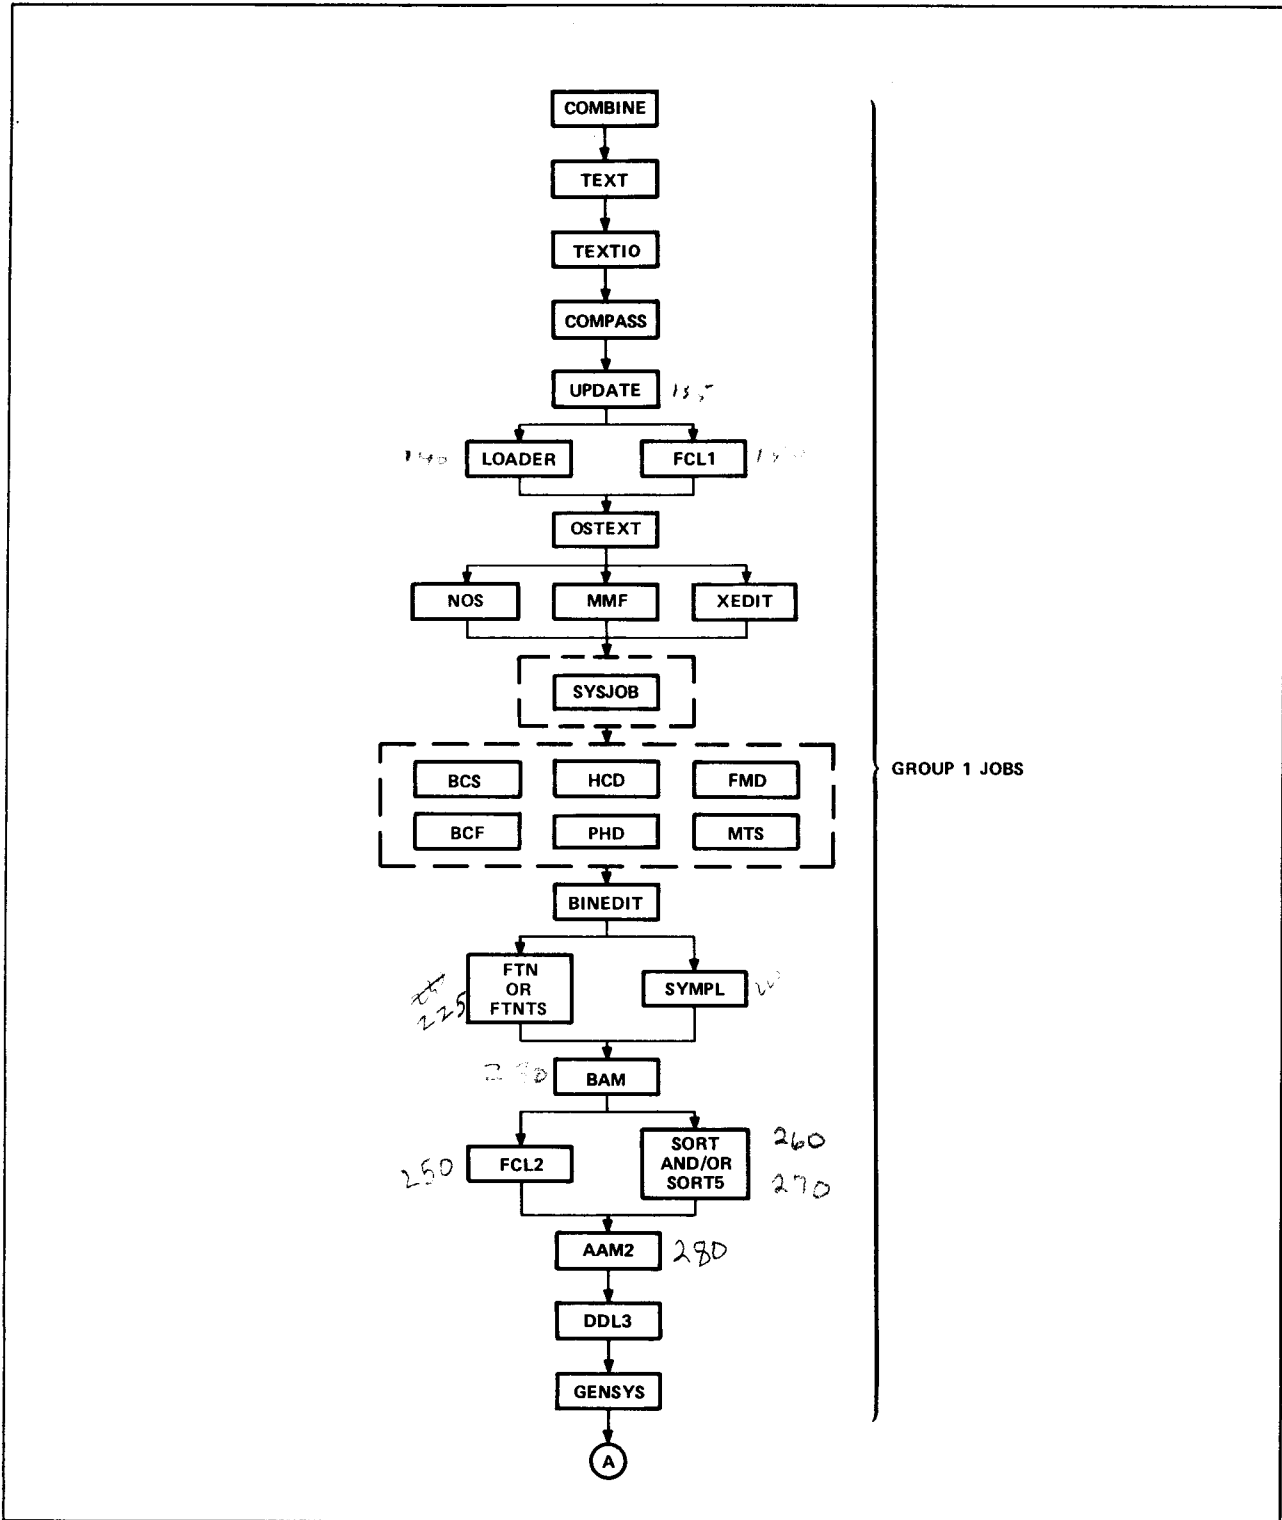 COMBINE
TEXT
TEXTIO
COMPASS
UPDATE
LOADER FCL1
OSTEXT
NOS MMF XEDIT
SYSJOB
BCS HCD FMD
GROUP 1 JOBS
BCF PHD MTS
BINEDIT
FTN
OR
FTNTS
225
SYMPL
BAM
250
FCL2
SORT
AND/OR
SORT5
260
270
AAM2 280
DDL3
GENSYS
A